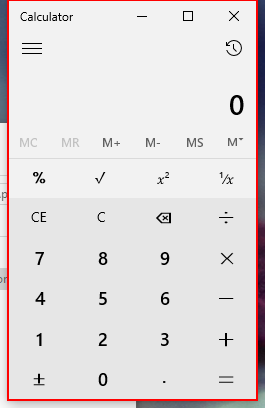 Calculator
0
MC MR M+ M- MS M˅
% √ x² ¹/x
CE C ÷
7 8 9 ×
4 5 6 −
1 2 3 +
± 0 . =